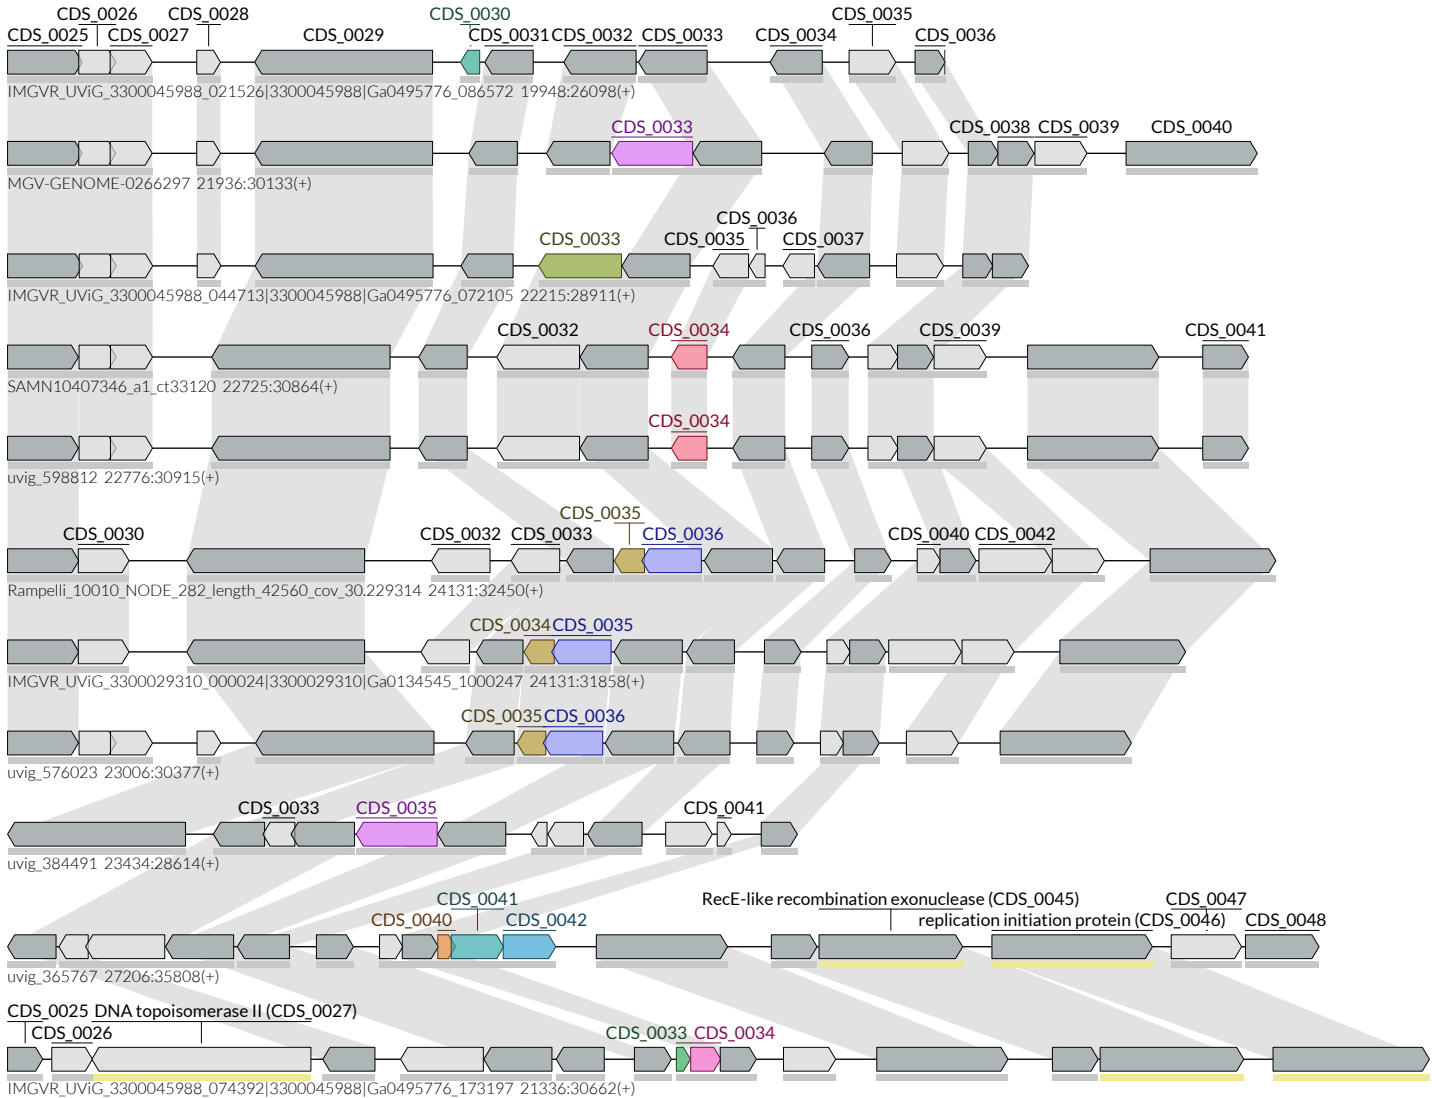 CDS_0026 CDS_0028 CDS_0030 CDS_0035
CDS_0025 CDS_0027 CDS_0029 CDS_0031 CDS_0032 CDS_0033 CDS_0034 CDS_0036
IMGVR_UViG_3300045988_021526|3300045988|Ga0495776_086572 19948:26098(+)
CDS_0033 CDS_0038 CDS_0039 CDS_0040
MGV-GENOME-0266297 21936:30133(+)
CDS_0036
CDS_0033 CDS_0035 CDS_0037
IMGVR_UViG_3300045988_044713|3300045988|Ga0495776_072105 22215:28911(+)
CDS_0032 CDS_0034 CDS_0036 CDS_0039 CDS_0041
SAMN10407346_a1_ct33120 22725:30864(+)
CDS_0034
uvig_598812 22776:30915(+)
CDS_0035
CDS_0030 CDS_0032 CDS_0033 CDS_0036 CDS_0040 CDS_0042
Rampelli_10010_NODE_282_length_42560_cov_30.229314 24131:32450(+)
CDS_0034 CDS_0035
IMGVR_UViG_3300029310_000024|3300029310|Ga0134545_1000247 24131:31858(+)
CDS_0035 CDS_0036
uvig_576023 23006:30377(+)
CDS_0033 CDS_0035 CDS_0041
uvig_384491 23434:28614(+)
CDS_0041 RecE-like recombination exonuclease (CDS_0045) CDS_0047
CDS_0040 CDS_0042 replication initiation protein (CDS_0046) CDS_0048
uvig_365767 27206:35808(+)
CDS_0025 DNA topoisomerase II (CDS_0027)
CDS_0026 CDS_0033 CDS_0034
IMGVR_UViG_3300045988_074392|3300045988|Ga0495776_173197 21336:30662(+)